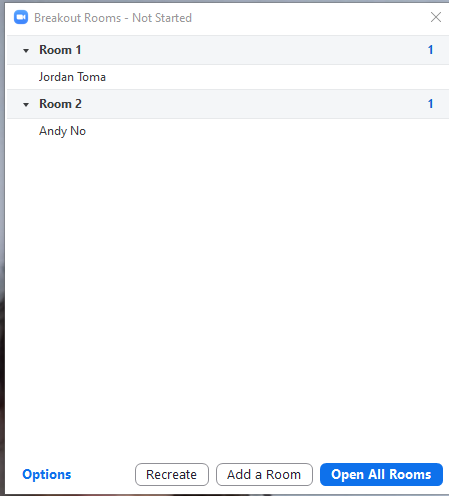 Breakout Rooms - Not Started
Room 1 1
Jordan Toma
Room 2 1
Andy No
Options Recreate Add a Room Open All Rooms